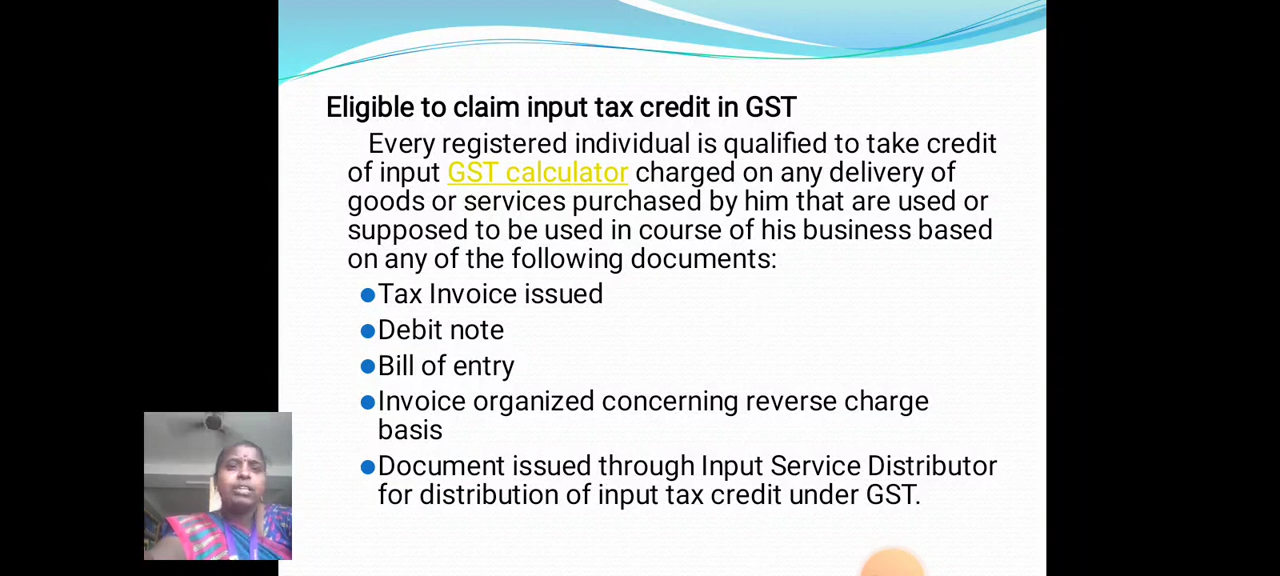 Eligible to claim input tax credit in GST
Every registered individual is qualified to take credit
of input GST calculator charged on any delivery of
goods or services purchased by him that are used or
supposed to be used in course of his business based
on any of the following documents:
●Tax Invoice issued
●Debit note
●Bill of entry
●Invoice organized concerning reverse charge
basis
●Document issued through Input Service Distributor
for distribution of input tax credit under GST.